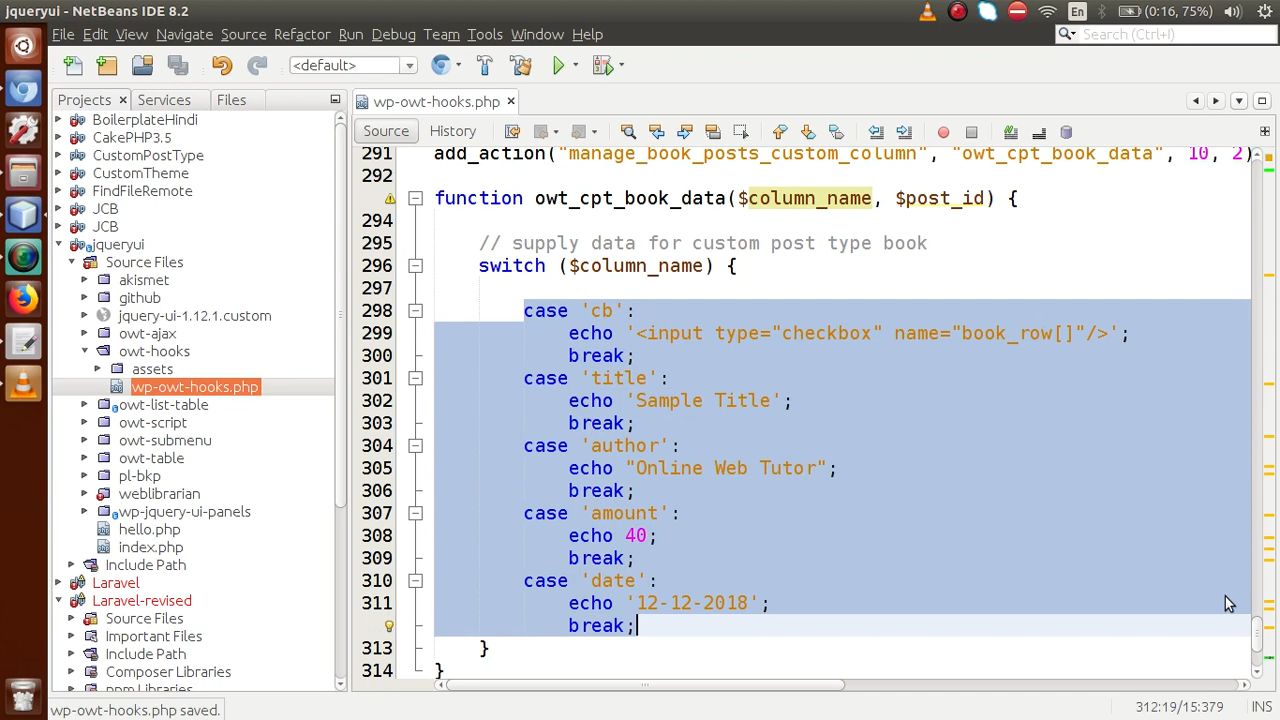 jqueryui - NetBeans IDE 8.2
En
(0:16, 75%)
File Edit View Navigate Source Refactor Run Debug Team Tools Window Help
Search (Ctrl+I)
<default>
Projects
Services
Files
wp-owt-hooks.php
Source
History
BoilerplateHindi
CakePHP3.5
CustomPostType
CustomTheme
FindFileRemote
JCB
JCB
jqueryui
Source Files
akismet
github
jquery-ui-1.12.1.custom
owt-ajax
owt-hooks
assets
wp-owt-hooks.php
owt-list-table
owt-script
owt-submenu
owt-table
pl-bkp
weblibrarian
wp-jquery-ui-panels
hello.php
index.php
Include Path
Laravel
Laravel-revised
Source Files
Important Files
Include Path
Composer Libraries
npm Libraries
291 add_action("manage_book_posts_custom_column", "owt_cpt_book_data", 10, 2)
292
function owt_cpt_book_data($column_name, $post_id) {
294
295 // supply data for custom post type book
296 switch ($column_name) {
297
298 case 'cb':
299 echo '<input type="checkbox" name="book_row[]"/>';
300 break;
301 case 'title':
302 echo 'Sample Title';
303 break;
304 case 'author':
305 echo "Online Web Tutor";
306 break;
307 case 'amount':
308 echo 40;
309 break;
310 case 'date':
311 echo '12-12-2018';
break;
313 }
314 }
wp-owt-hooks.php saved.
312:19/15:379
INS